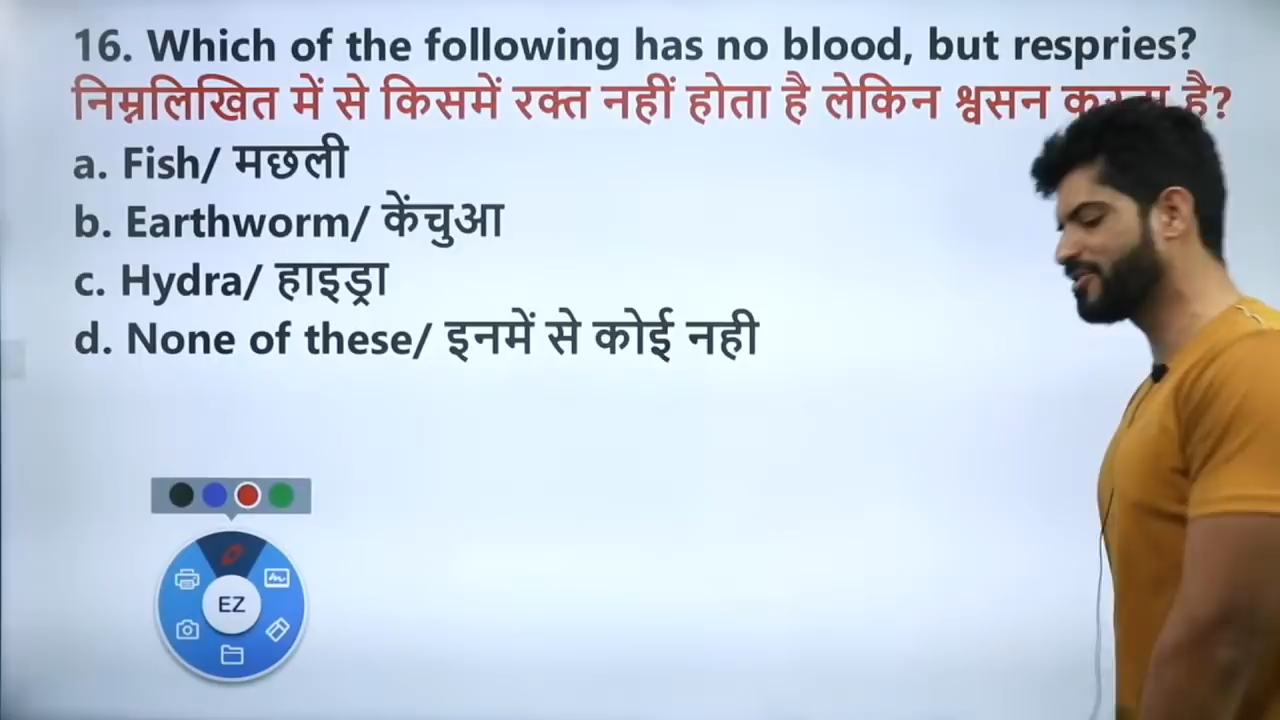 16. Which of the following has no blood, but respries?
निम्नलिखित में से किसमें रक्त नहीं होता है लेकिन श्वसन है?
a. Fish/ मछली
b. Earthworm/ केंचुआ
c. Hydra/ हाइड्रा
d. None of these/ इनमें से कोई नही
EZ